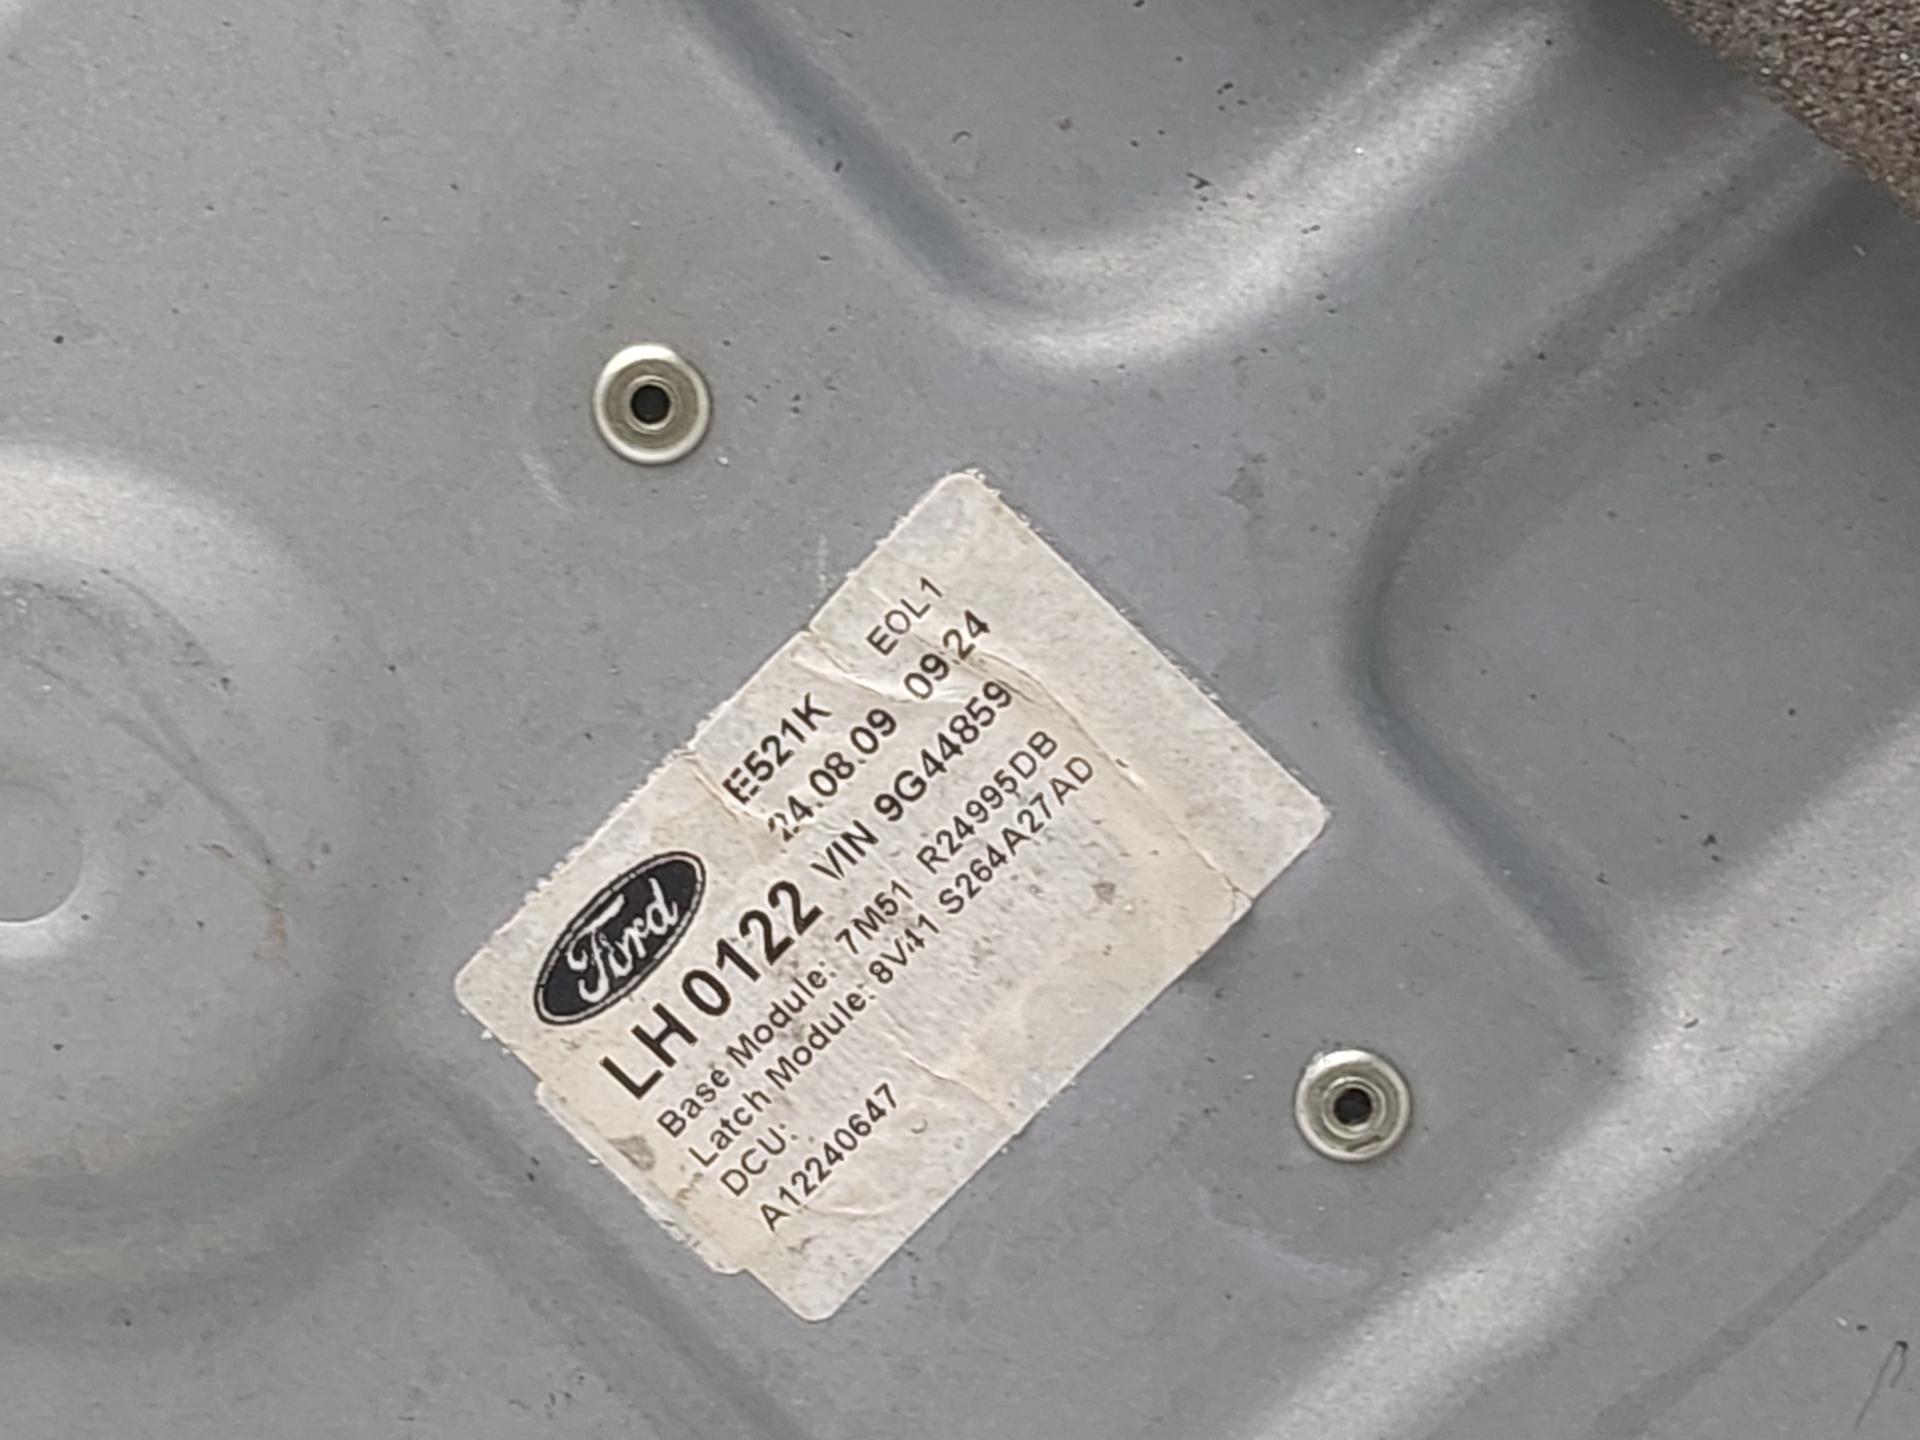 E521K EOL1
24.08.09 09:24
Ford
LH0122 VIN 9G44859
Base Module: 7M51 R24995DB
Latch Module: 8V41 S264A27AD
DCU:
A12240647